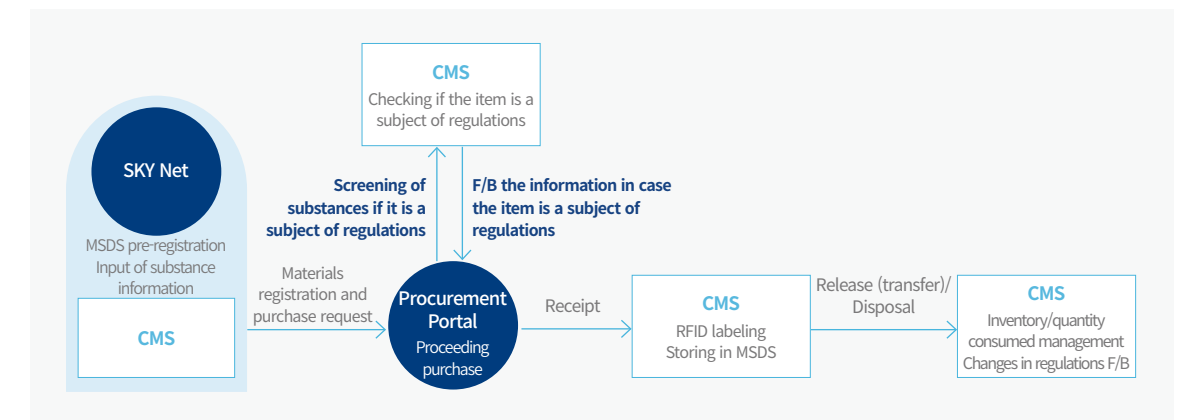 CMS
Checking if the item is a
subject of regulations
SKY Net
MSDS pre-registration
Input of substance
information
CMS
Screening of
substances if it is a
subject of regulations
F/B the information in case
the item is a subject of
regulations
Materials
registration and
purchase request
Procurement
Portal
Proceeding
purchase
Receipt
CMS
RFID labeling
Storing in MSDS
Release (transfer)/
Disposal
CMS
Inventory/quantity
consumed management
Changes in regulations F/B